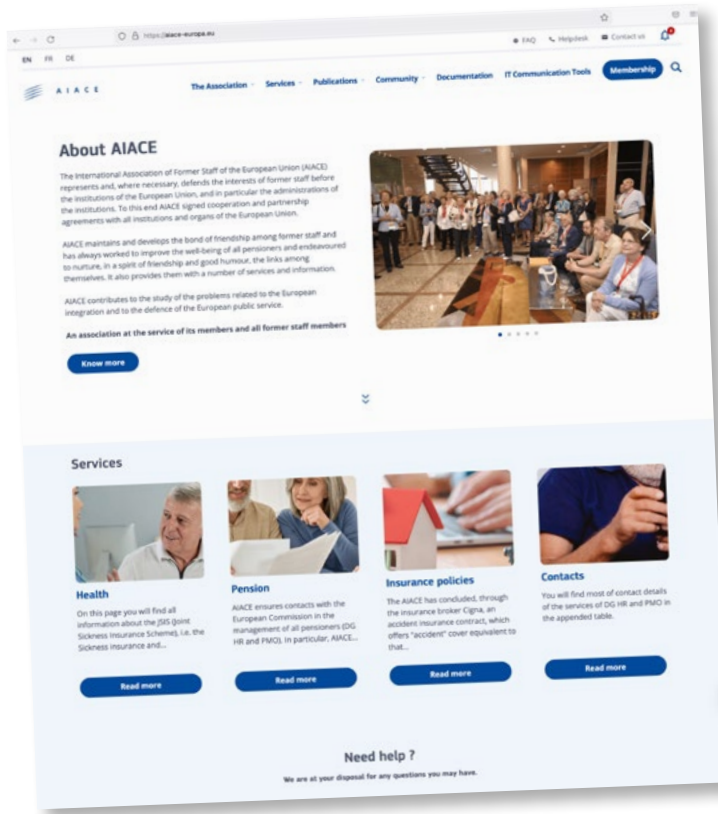 https://aiace-europa.eu
EN FR DE
FAQ Helpdesk Contact us
AIACE
The Association Services Publications Community Documentation IT Communication Tools Membership
About AIACE
The International Association of Former Staff of the European Union (AIACE)
represents and, where necessary, defends the interests of former staff before
the institutions of the European Union, and in particular the administrations of
the institutions. To this end AIACE signed cooperation and partnership
agreements with all institutions and organs of the European Union.
AIACE maintains and develops the bond of friendship among former staff and
has always worked to improve the well-being of all pensioners and endeavoured
to nurture, in a spirit of friendship and good humour, the links among
themselves. It also provides them with a number of services and information.
AIACE contributes to the study of the problems related to the European
integration and to the defence of the European public service.
An association at the service of its members and all former staff members
Know more
Services
Health
On this page you will find all
information about the JSIS (Joint
Sickness Insurance Scheme), i.e. the
Sickness insurance and...
Read more
Pension
AIACE ensures contacts with the
European Commission in the
management of all pensioners (DG
HR and PMO). In particular, AIACE...
Read more
Insurance policies
The AIACE has concluded, through
the insurance broker Cigna, an
accident insurance contract, which
offers "accident" cover equivalent to
that...
Read more
Contacts
You will find most of contact details
of the services of DG HR and PMO in
the appended table.
Read more
Need help ?
We are at your disposal for any questions you may have.